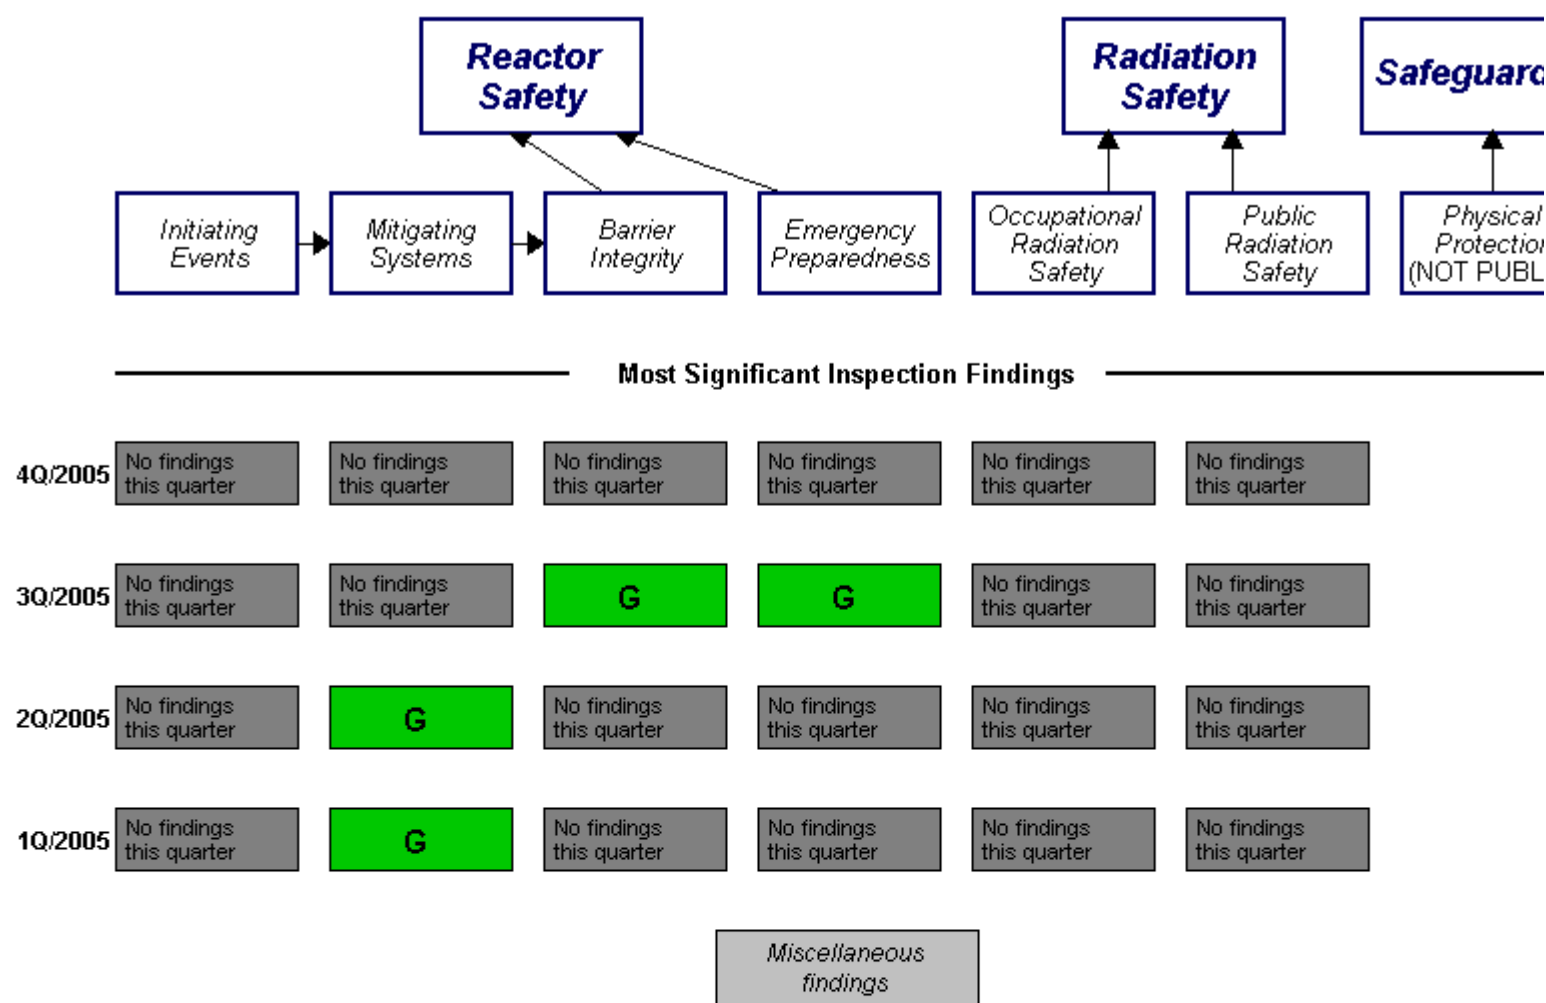 Reactor
Safety
Radiation
Safety
Safeguard
Initiating
Events
Mitigating
Systems
Barrier
Integrity
Emergency
Preparedness
Occupational
Radiation
Safety
Public
Radiation
Safety
Physical
Protection
(NOT PUBL
Most Significant Inspection Findings
4Q/2005
No findings
this quarter
No findings
this quarter
No findings
this quarter
No findings
this quarter
No findings
this quarter
No findings
this quarter
3Q/2005
No findings
this quarter
No findings
this quarter
G
G
No findings
this quarter
No findings
this quarter
2Q/2005
No findings
this quarter
G
No findings
this quarter
No findings
this quarter
No findings
this quarter
No findings
this quarter
1Q/2005
No findings
this quarter
G
No findings
this quarter
No findings
this quarter
No findings
this quarter
No findings
this quarter
Miscellaneous
findings